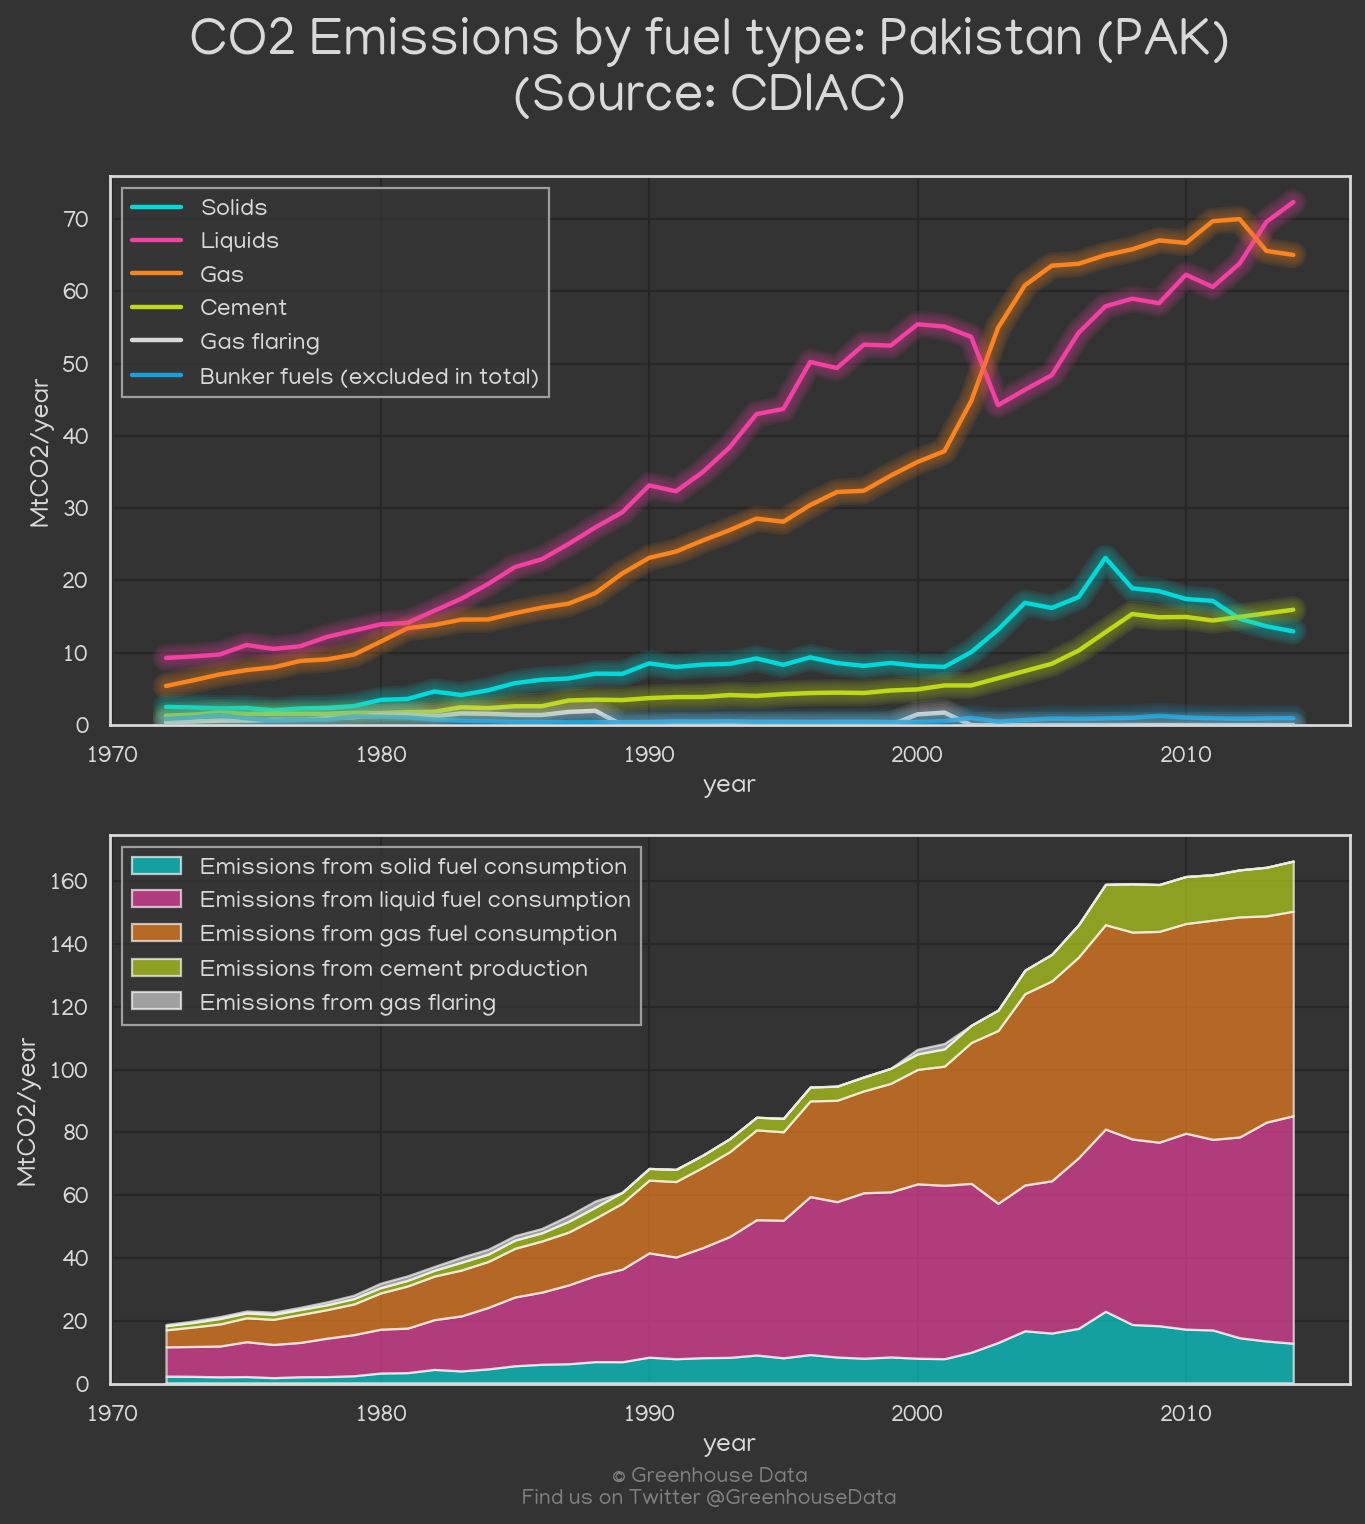 CO2 Emissions by fuel type: Pakistan (PAK)
(Source: CDIAC)
Solids
Liquids
Gas
Cement
Gas flaring
Bunker fuels (excluded in total)
MtCO2/year
70
60
50
40
30
20
10
0
1970
1980
1990
2000
2010
year
Emissions from solid fuel consumption
Emissions from liquid fuel consumption
Emissions from gas fuel consumption
Emissions from cement production
Emissions from gas flaring
MtCO2/year
160
140
120
100
80
60
40
20
0
1970
1980
1990
2000
2010
year
© Greenhouse Data
Find us on Twitter @GreenhouseData